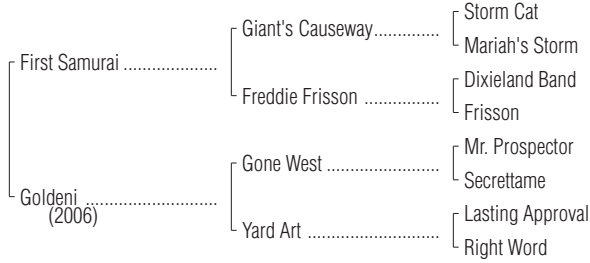 Storm Cat
Giant's Causeway..............
Mariah's Storm
First Samurai ....................
Dixieland Band
Freddie Frisson ................
Frisson
Mr. Prospector
Gone West ........................
Secrettame
Goldeni ............................
(2006)
Lasting Approval
Yard Art ............................
Right Word